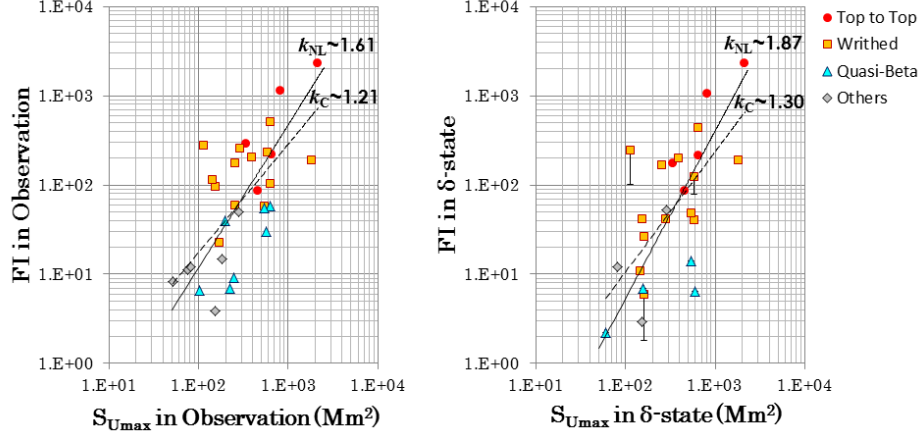 FI in Observation
1.E+04
1.E+03
1.E+02
1.E+01
1.E+00
k_NL~1.61
k_C~1.21
1.E+01 1.E+02 1.E+03 1.E+04
S_Umax in Observation (Mm²)
FI in δ-state
1.E+04
1.E+03
1.E+02
1.E+01
1.E+00
k_NL~1.87
k_C~1.30
1.E+01 1.E+02 1.E+03 1.E+04
S_Umax in δ-state (Mm²)
Top to Top
Writhed
Quasi-Beta
Others